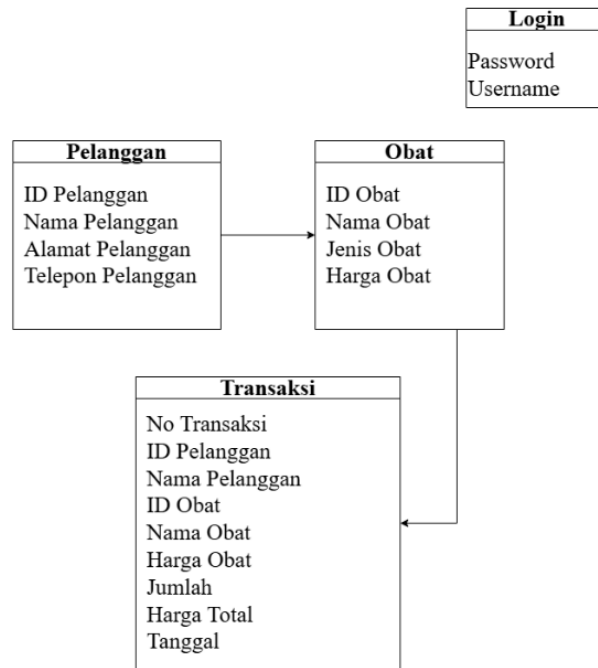 Login
Password
Username
Pelanggan
ID Pelanggan
Nama Pelanggan
Alamat Pelanggan
Telepon Pelanggan
Obat
ID Obat
Nama Obat
Jenis Obat
Harga Obat
Transaksi
No Transaksi
ID Pelanggan
Nama Pelanggan
ID Obat
Nama Obat
Harga Obat
Jumlah
Harga Total
Tanggal